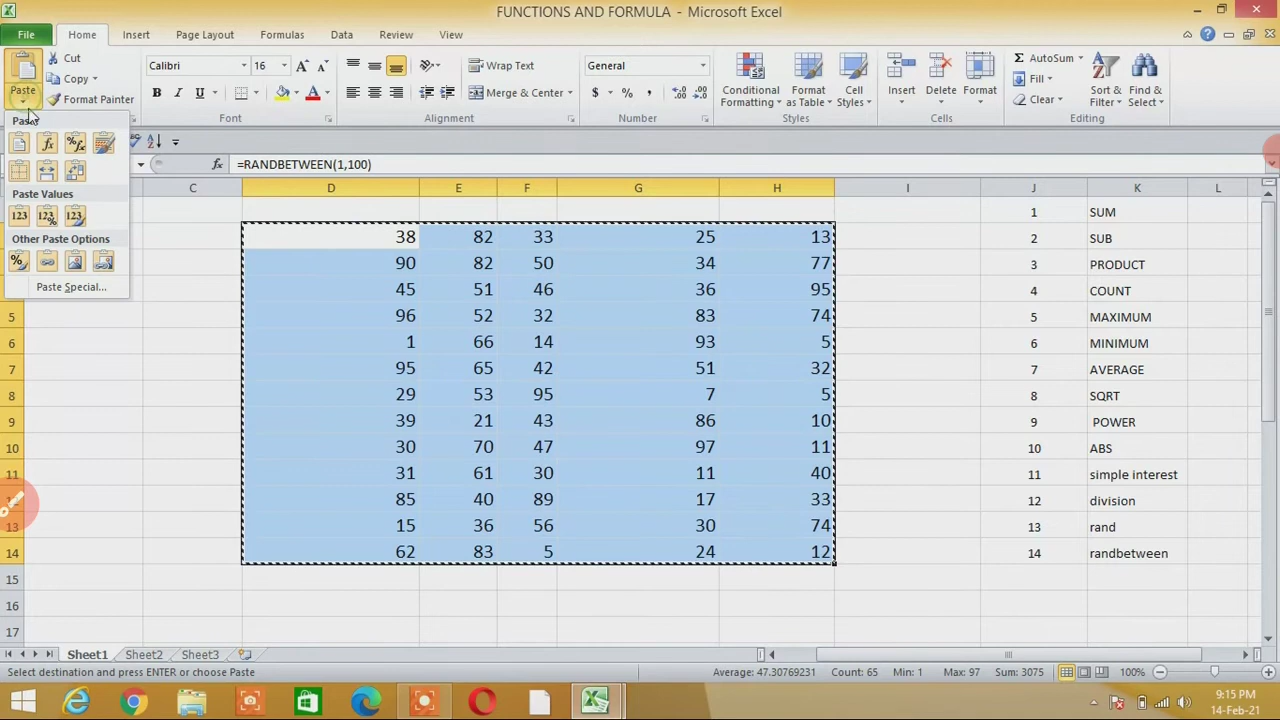 FUNCTIONS AND FORMULA - Microsoft Excel
File Home Insert Page Layout Formulas Data Review View
Paste
Cut
Copy
Format Painter
Calibri 16
B I U
Font
Wrap Text
Merge & Center
Alignment
General
$ % ,
Number
Conditional Formatting
Format as Table
Cell Styles
Styles
Insert
Delete
Format
Cells
AutoSum
Fill
Clear
Sort & Filter
Find & Select
Editing
Paste
Paste Values
123 123 123
Other Paste Options
Paste Special...
fx =RANDBETWEEN(1,100)
C D E F G H I J K L
38 82 33 25 13 1 SUM
90 82 50 34 77 2 SUB
45 51 46 36 95 3 PRODUCT
4 COUNT
5 96 52 32 83 74 5 MAXIMUM
6 1 66 14 93 5 6 MINIMUM
7 95 65 42 51 32 7 AVERAGE
8 29 53 95 7 5 8 SQRT
9 39 21 43 86 10 9 POWER
10 30 70 47 97 11 10 ABS
11 31 61 30 11 40 11 simple interest
85 40 89 17 33 12 division
13 15 36 56 30 74 13 rand
14 62 83 5 24 12 14 randbetween
15
16
17
Sheet1 Sheet2 Sheet3
Select destination and press ENTER or choose Paste
Average: 47.30769231 Count: 65 Min: 1 Max: 97 Sum: 3075 100%
9:15 PM
14-Feb-21